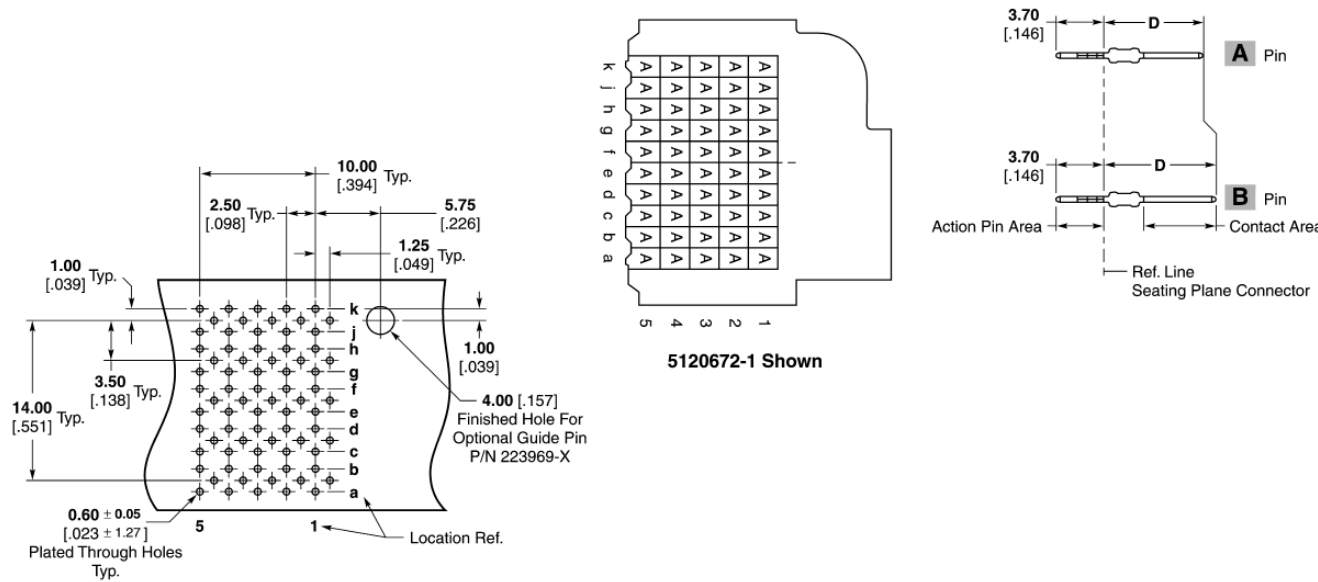 10.00
[.394] Typ.
2.50
[.098] Typ.
5.75
[.226]
1.25
[.049] Typ.
1.00
[.039] Typ.
k
j
h
g
f
e
d
c
b
a
1.00
[.039]
3.50
[.138] Typ.
14.00
[.551] Typ.
4.00 [.157]
Finished Hole For
Optional Guide Pin
P/N 223969-X
0.60 ± 0.05
[.023 ± 1.27]
Plated Through Holes
Typ.
5
1
Location Ref.
k A A A A A
j A A A A A
h A A A A A
g A A A A A
f A A A A A
e A A A A A
d A A A A A
c A A A A A
b A A A A A
a A A A A A
5 4 3 2 1
5120672-1 Shown
3.70
[.146]
D
A Pin
3.70
[.146]
D
B Pin
Action Pin Area
Contact Area
Ref. Line
Seating Plane Connector